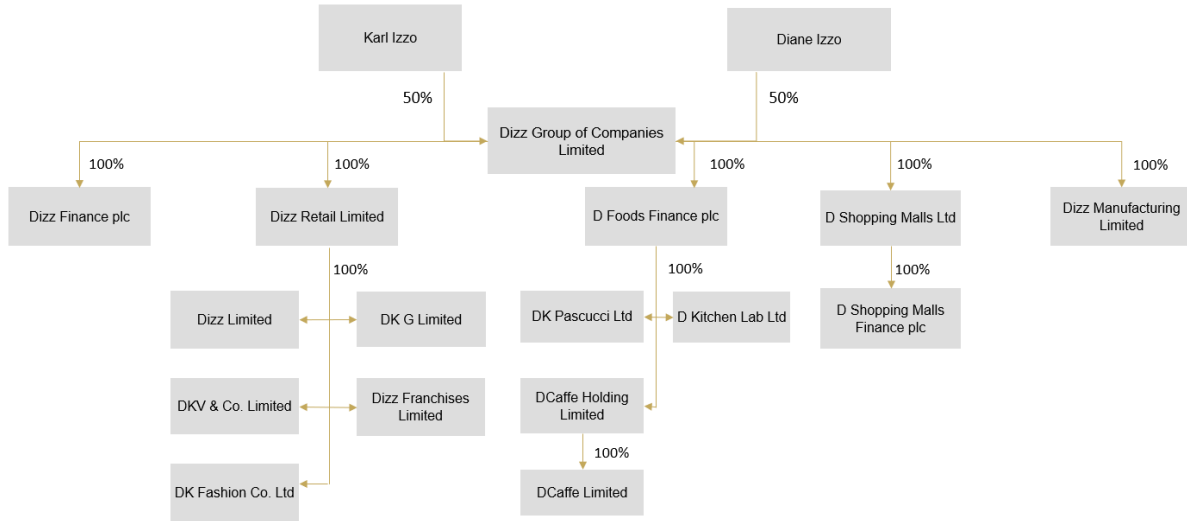 Karl Izzo
Diane Izzo
50%
50%
Dizz Group of Companies
Limited
100%
100%
100%
100%
100%
Dizz Finance plc
Dizz Retail Limited
D Foods Finance plc
D Shopping Malls Ltd
Dizz Manufacturing
Limited
100%
100%
100%
Dizz Limited
DK G Limited
DK Pascucci Ltd
D Kitchen Lab Ltd
D Shopping Malls
Finance plc
DKV & Co. Limited
Dizz Franchises
Limited
DCaffe Holding
Limited
100%
DK Fashion Co. Ltd
DCaffe Limited